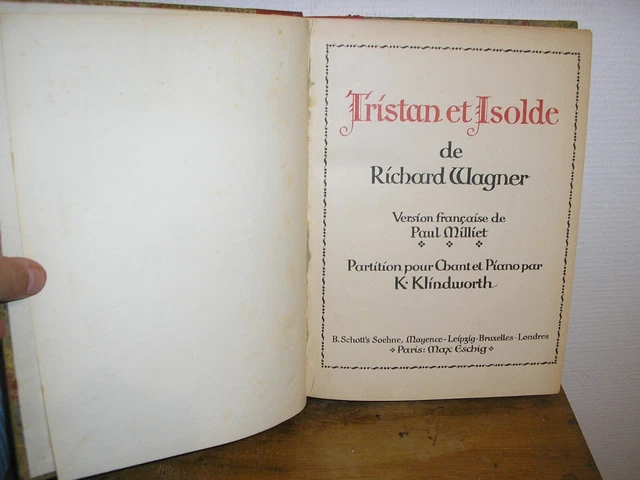 Tristan et Isolde
de
Richard Wagner
Version française de
Paul Milliet
Partition pour Chant et Piano par
K. Klindworth
B. Schott's Soehne, Mayence-Leipzig-Bruxelles-Londres
Paris: Max Eschig